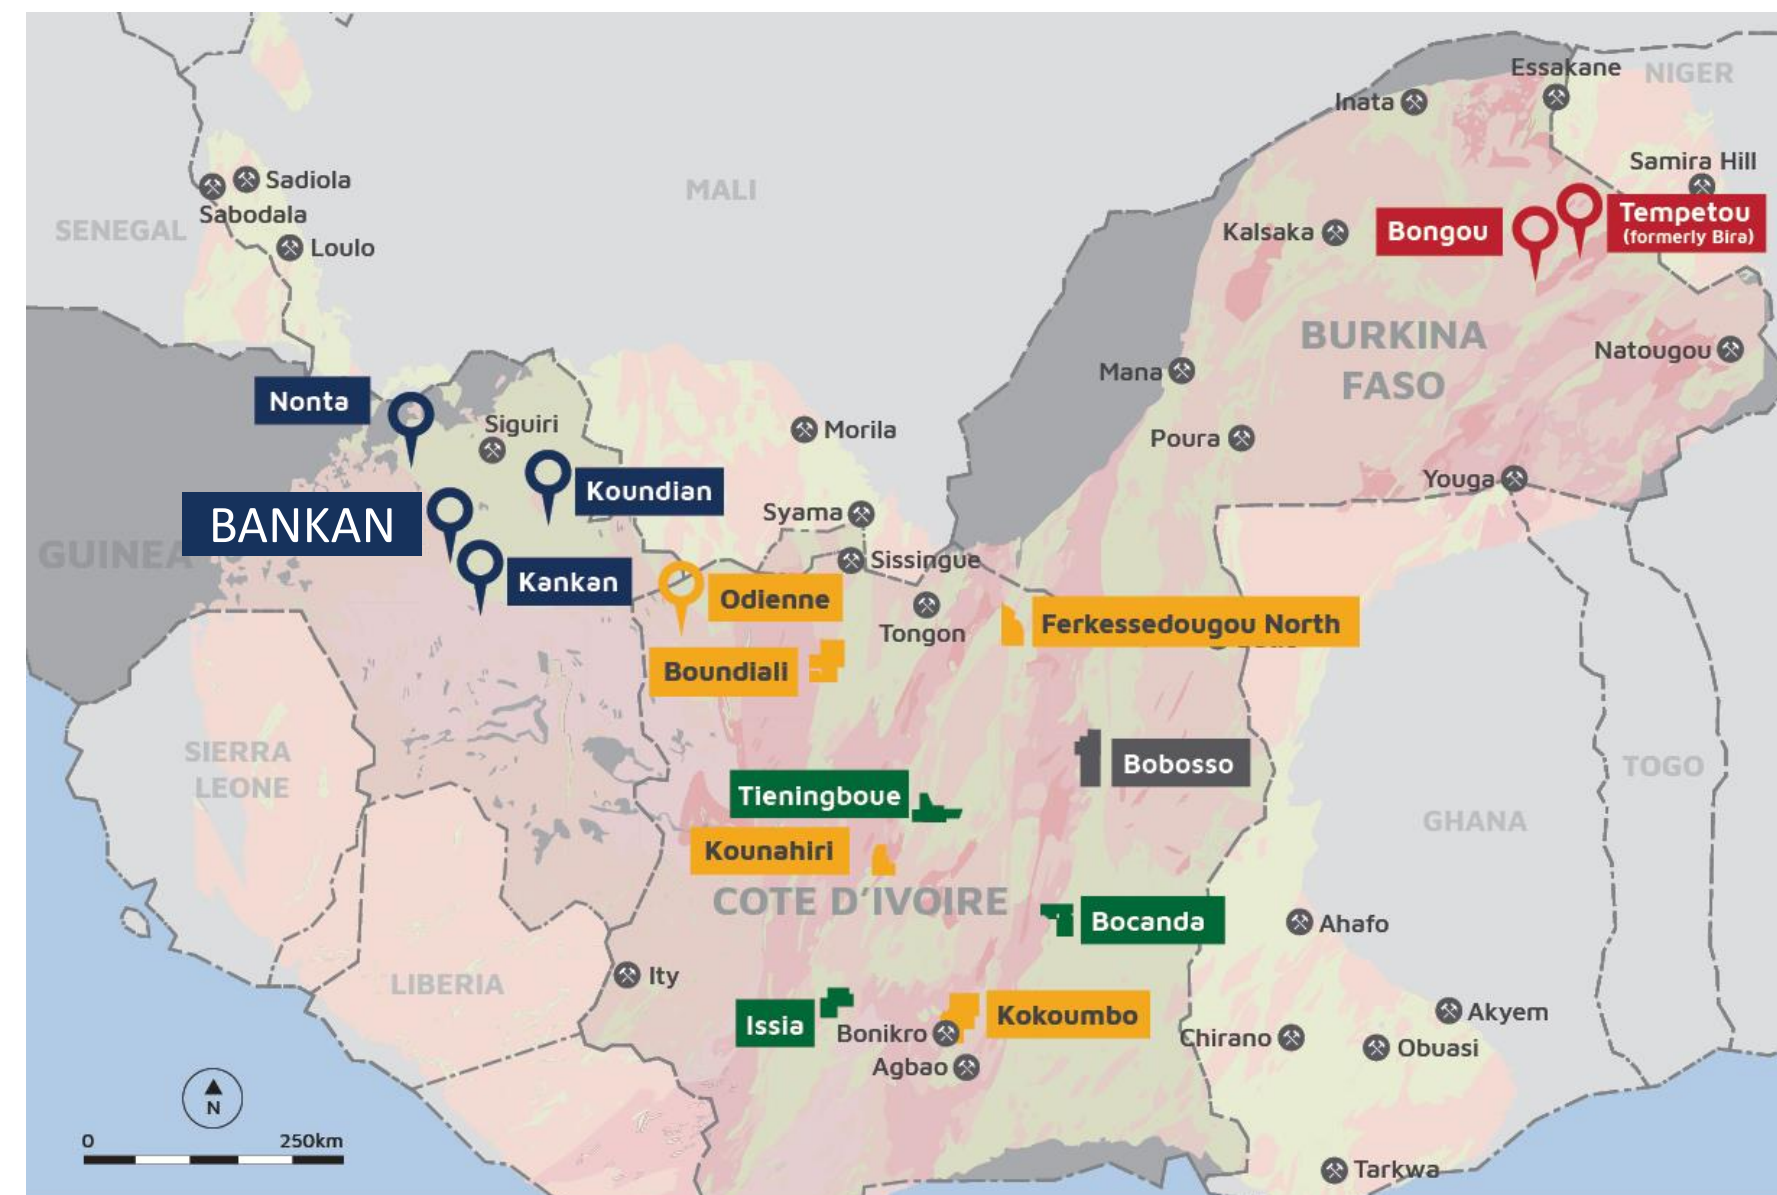 Essakane
NIGER
Inata
Samira Hill
Sadiola
MALI
Sabodala
SENEGAL
Tempetou
(formerly Bira)
Kalsaka
Bongou
Loulo
BURKINA
FASO
Natougou
Mana
Nonta
Siguiri
Morila
Poura
Youga
Koundian
Syama
BANKAN
GUINEA
Sissingue
Kankan
Odienne
Tongon
Ferkessedougou North
Boundiali
SIERRA
LEONE
Bobosso
TOGO
Tieningboue
GHANA
Kounahiri
COTE D'IVOIRE
Bocanda
Ahafo
LIBERIA
Ity
Issia
Kokoumbo
Akyem
Bonikro
Chirano
Obuasi
Agbao
N
0
250km
Tarkwa